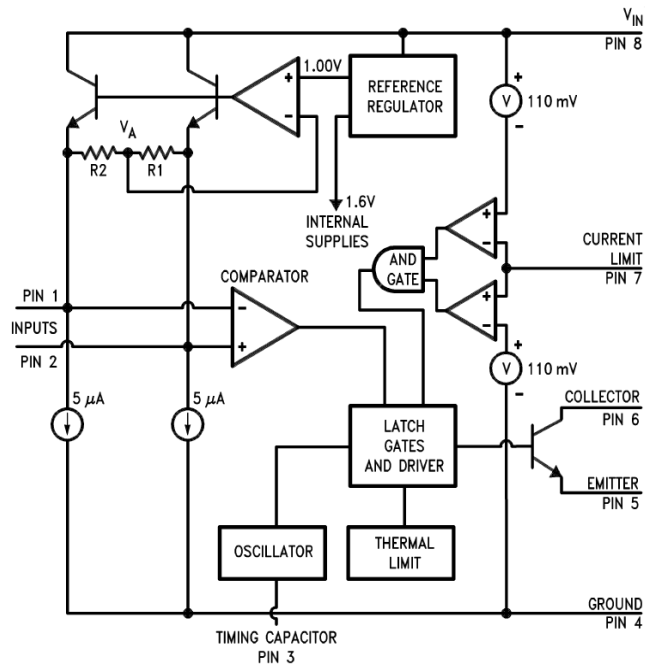 V_IN
PIN 8
1.00V
+
-
REFERENCE
REGULATOR
+
V
110 mV
-
V_A
R2
R1
1.6V
INTERNAL
SUPPLIES
+
-
AND
GATE
CURRENT
LIMIT
PIN 7
COMPARATOR
PIN 1
-
INPUTS
+
PIN 2
+
-
+
V
110 mV
-
5 μA
5 μA
COLLECTOR
PIN 6
LATCH
GATES
AND DRIVER
EMITTER
PIN 5
OSCILLATOR
THERMAL
LIMIT
GROUND
PIN 4
TIMING CAPACITOR
PIN 3